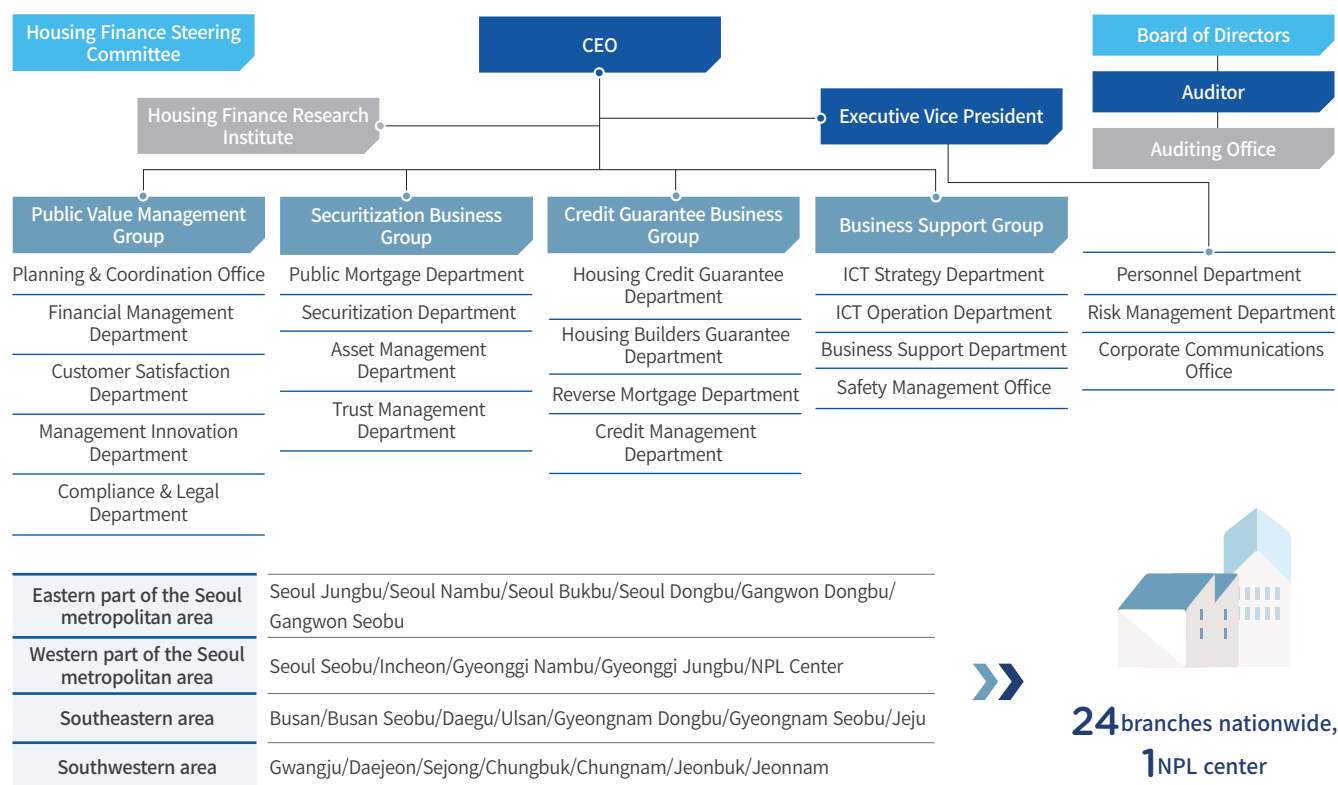 Housing Finance Steering
Committee
CEO
Board of Directors
Auditor
Auditing Office
Housing Finance Research
Institute
Executive Vice President
Public Value Management
Group
Planning & Coordination Office
Financial Management
Department
Customer Satisfaction
Department
Management Innovation
Department
Compliance & Legal
Department
Securitization Business
Group
Public Mortgage Department
Securitization Department
Asset Management
Department
Trust Management
Department
Credit Guarantee Business
Group
Housing Credit Guarantee
Department
Housing Builders Guarantee
Department
Reverse Mortgage Department
Credit Management
Department
Business Support Group
ICT Strategy Department
ICT Operation Department
Business Support Department
Safety Management Office
Personnel Department
Risk Management Department
Corporate Communications
Office
Eastern part of the Seoul
metropolitan area
Seoul Jungbu/Seoul Nambu/Seoul Bukbu/Seoul Dongbu/Gangwon Dongbu/
Gangwon Seobu
Western part of the Seoul
metropolitan area
Seoul Seobu/Incheon/Gyeonggi Nambu/Gyeonggi Jungbu/NPL Center
Southeastern area
Busan/Busan Seobu/Daegu/Ulsan/Gyeongnam Dongbu/Gyeongnam Seobu/Jeju
Southwestern area
Gwangju/Daejeon/Sejong/Chungbuk/Chungnam/Jeonbuk/Jeonnam
24 branches nationwide,
1 NPL center